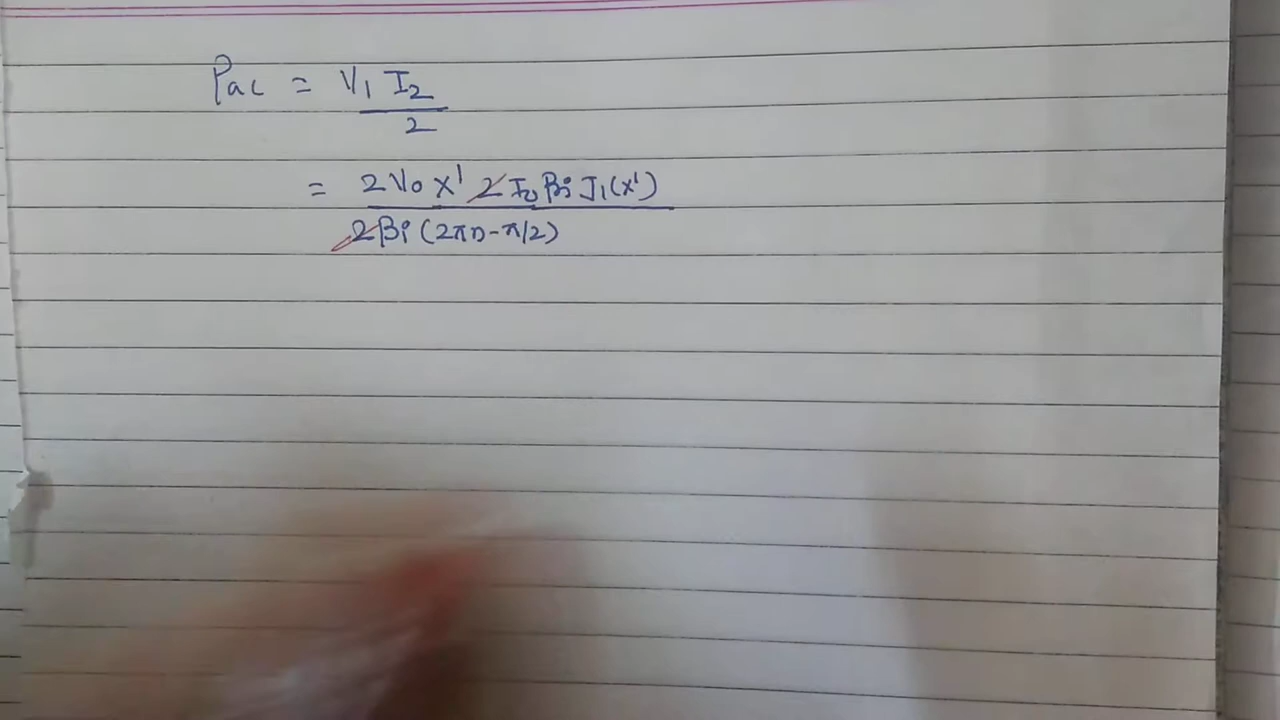 Pac = V₁ I₂
2
= 2V₀ X' 2 I₀ βi J₁(X')
2βi (2πn - π/2)